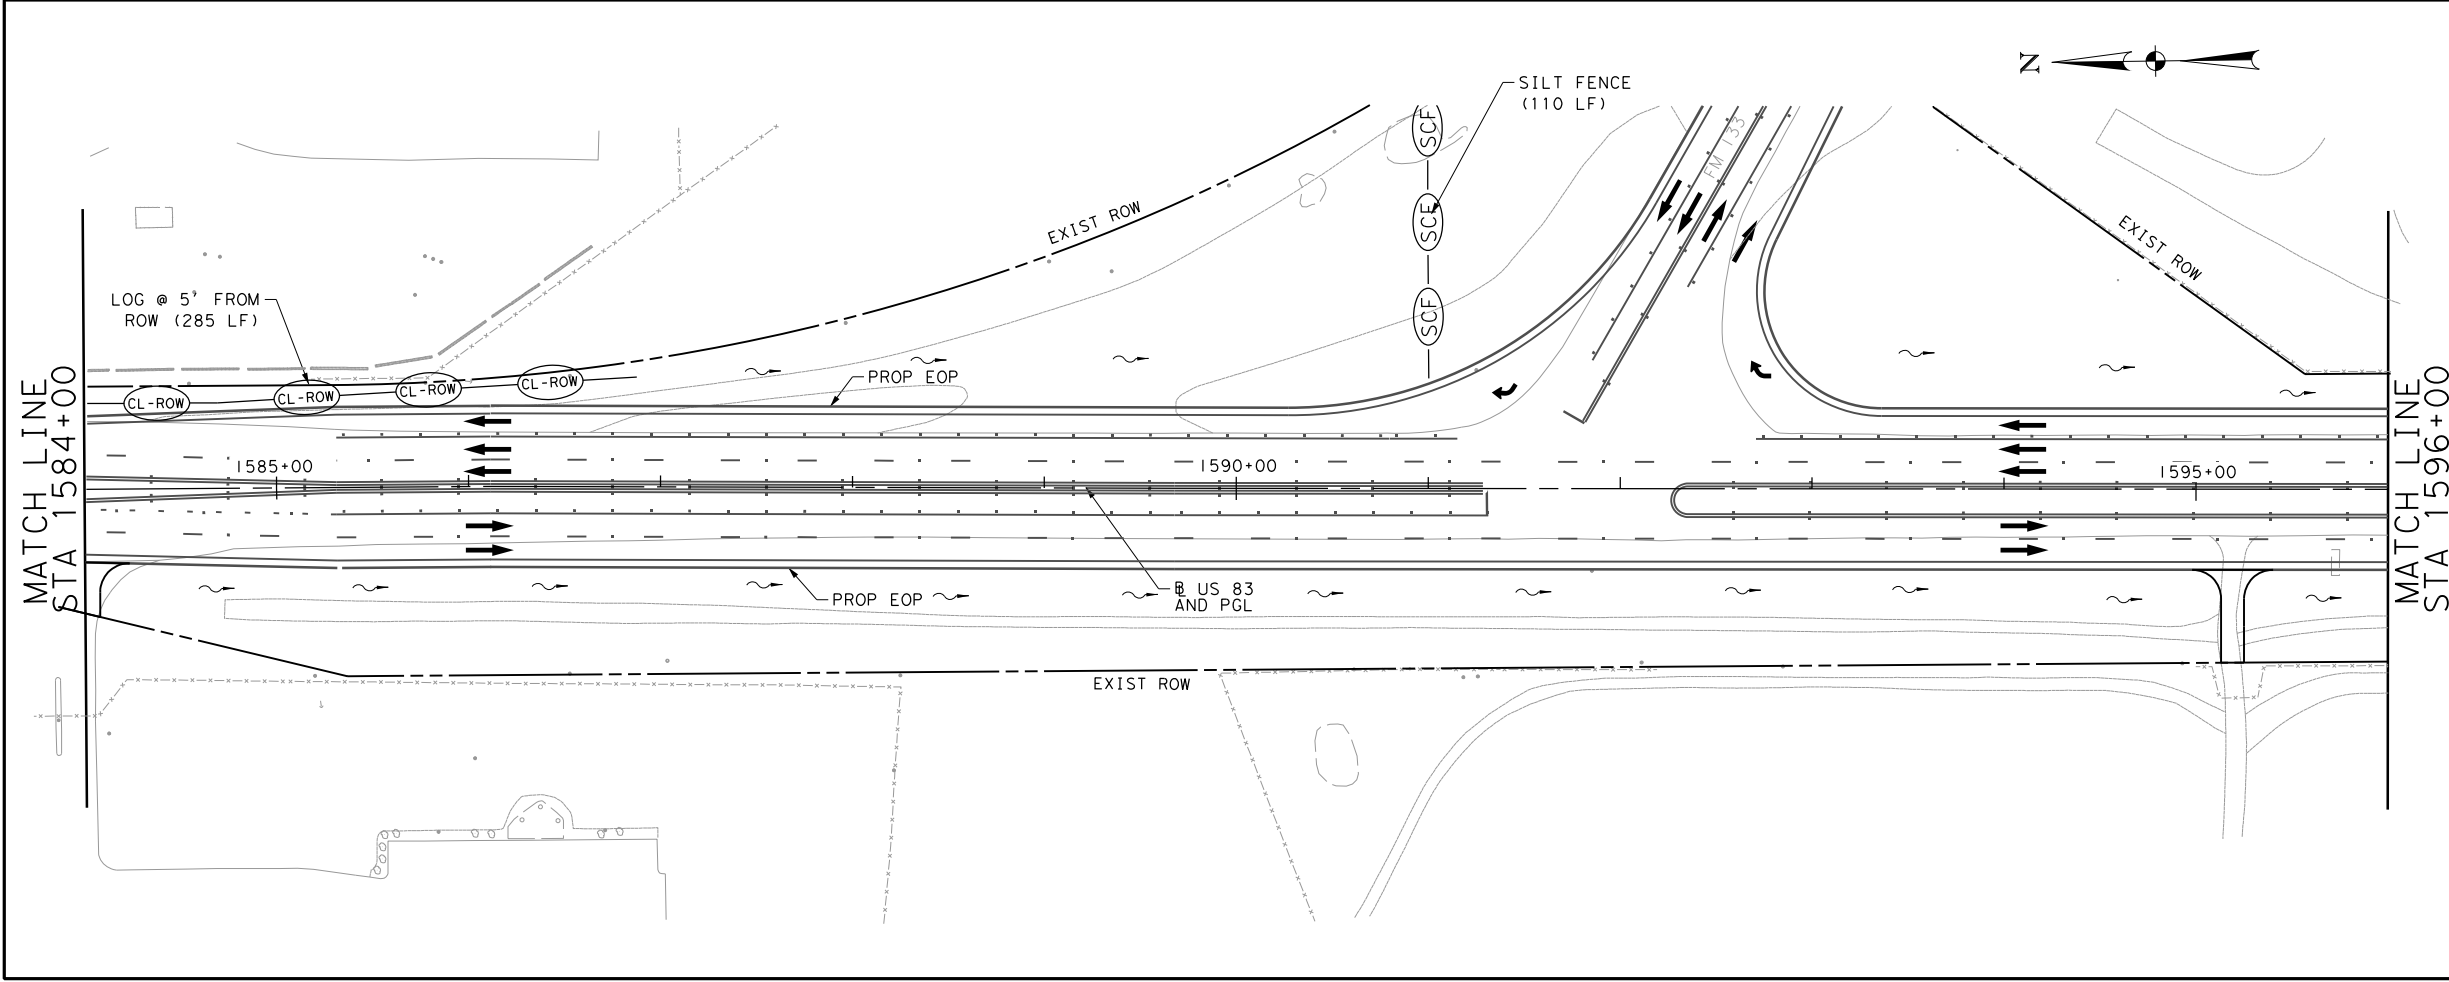 N
SILT FENCE
(110 LF)
SCF
SCF
SCF
FM 133
EXIST ROW
EXIST ROW
LOG @ 5' FROM
ROW (285 LF)
PROP EOP
CL-ROW
CL-ROW
CL-ROW
CL-ROW
MATCH LINE
STA 1584+00
1585+00
1590+00
1595+00
MATCH LINE
STA 1596+00
PROP EOP
BL US 83
AND PGL
EXIST ROW